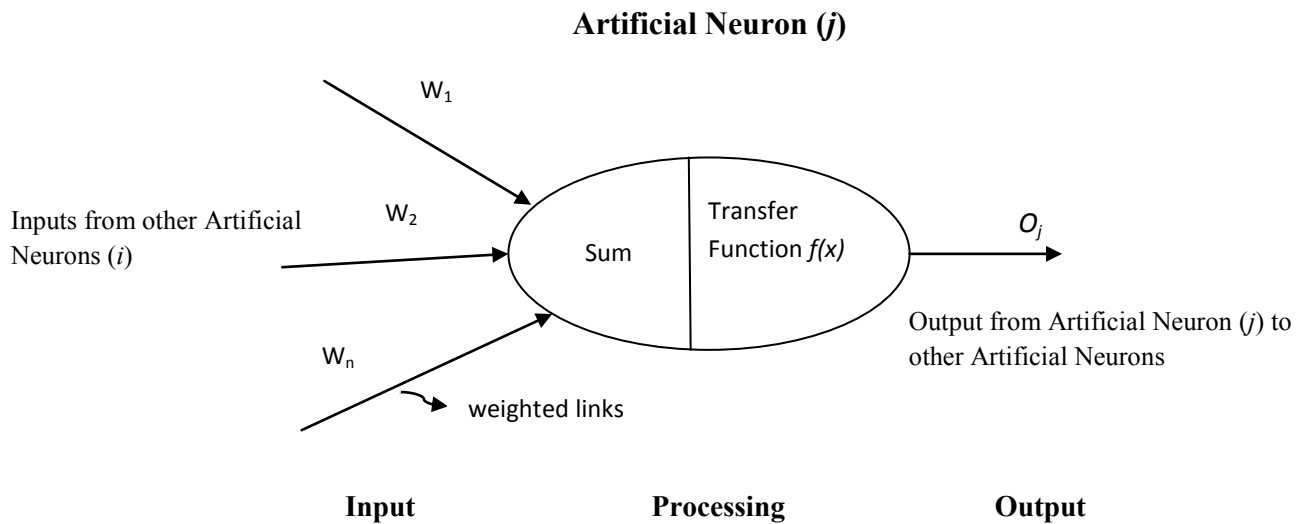 Artificial Neuron (j)
W1
W2
Inputs from other Artificial
Neurons (i)
Sum
Transfer
Function f(x)
Oj
Output from Artificial Neuron (j) to
other Artificial Neurons
Wn
weighted links
Input
Processing
Output